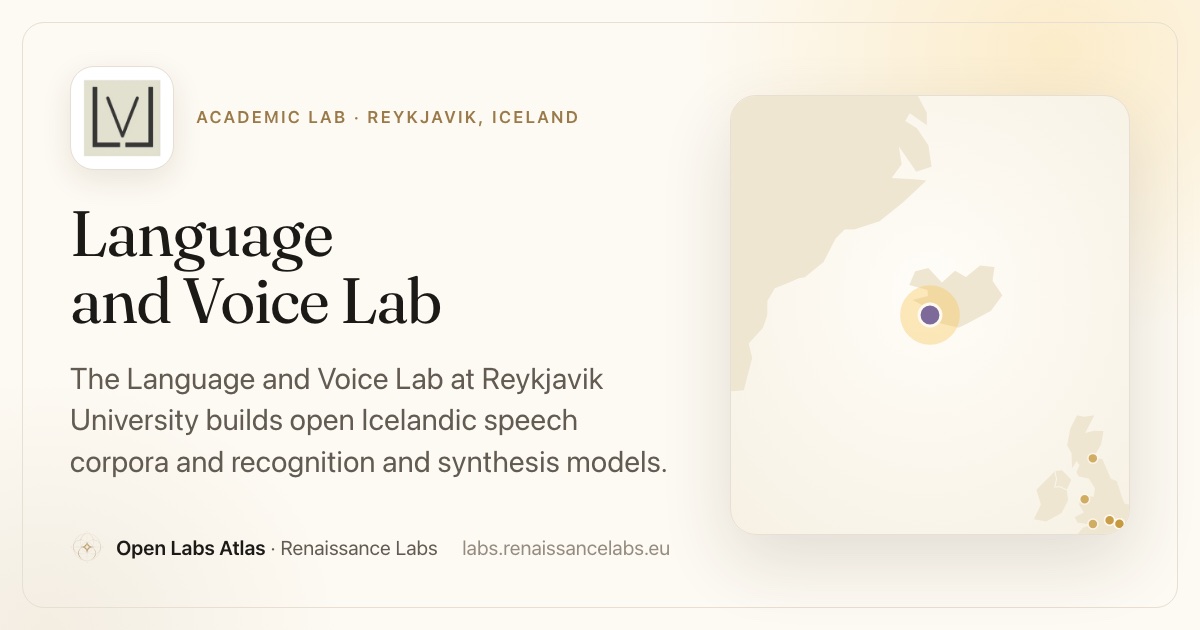 LVL
ACADEMIC LAB · REYKJAVIK, ICELAND
Language
and Voice Lab
The Language and Voice Lab at Reykjavik
University builds open Icelandic speech
corpora and recognition and synthesis models.
Open Labs Atlas · Renaissance Labs labs.renaissancelabs.eu